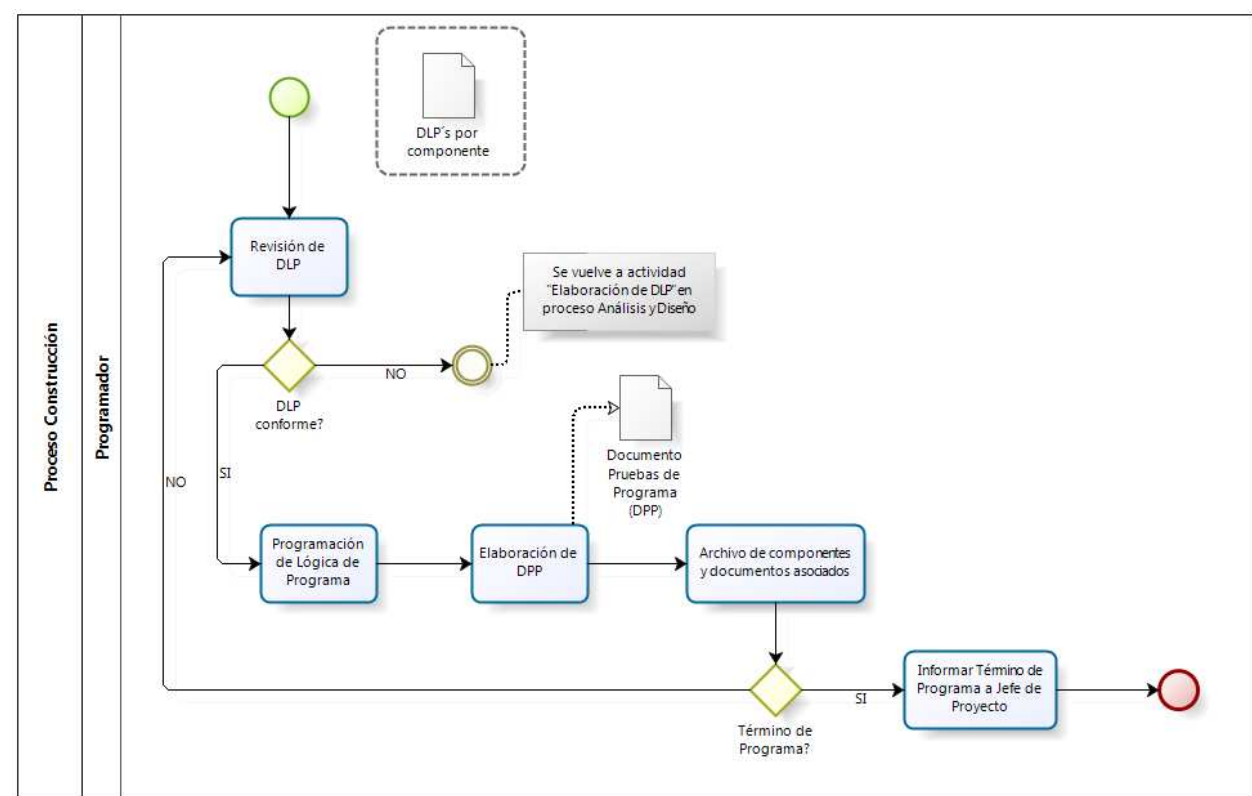 Proceso Construcción
Programador
DLP´s por
componente
Revisión de
DLP
Se vuelve a actividad
"Elaboración de DLP"en
proceso Análisis y Diseño
NO
DLP
conforme?
SI
NO
Documento
Pruebas de
Programa
(DPP)
Programación
de Lógica de
Programa
Elaboración de
DPP
Archivo de componentes
y documentos asociados
Informar Término de
Programa a Jefe de
Proyecto
SI
Término de
Programa?